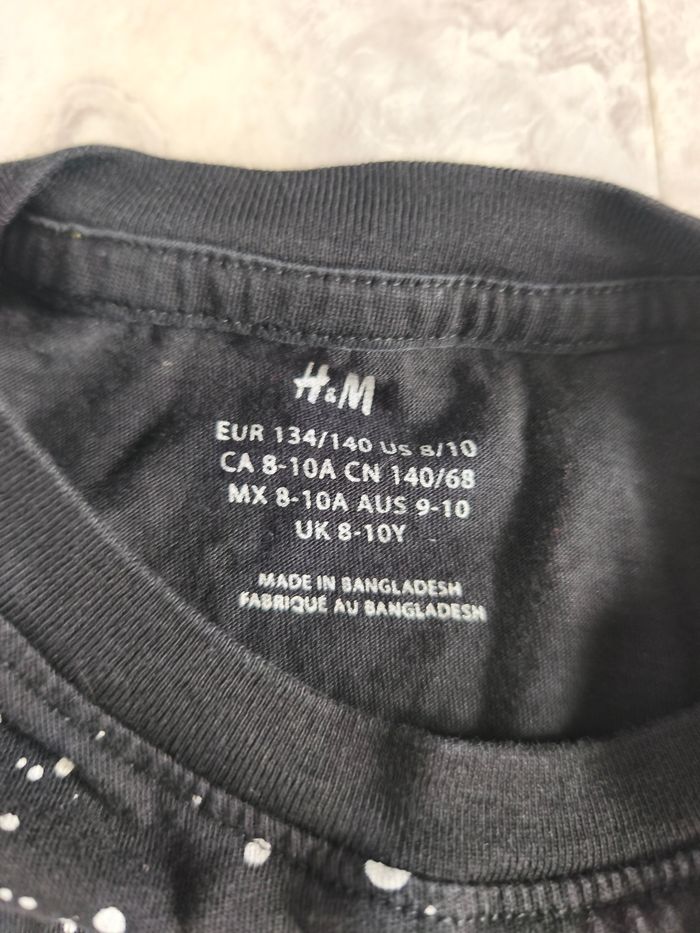 H&M
EUR 134/140 US 8/10
CA 8-10A CN 140/68
MX 8-10A AUS 9-10
UK 8-10Y
MADE IN BANGLADESH
FABRIQUÉ AU BANGLADESH